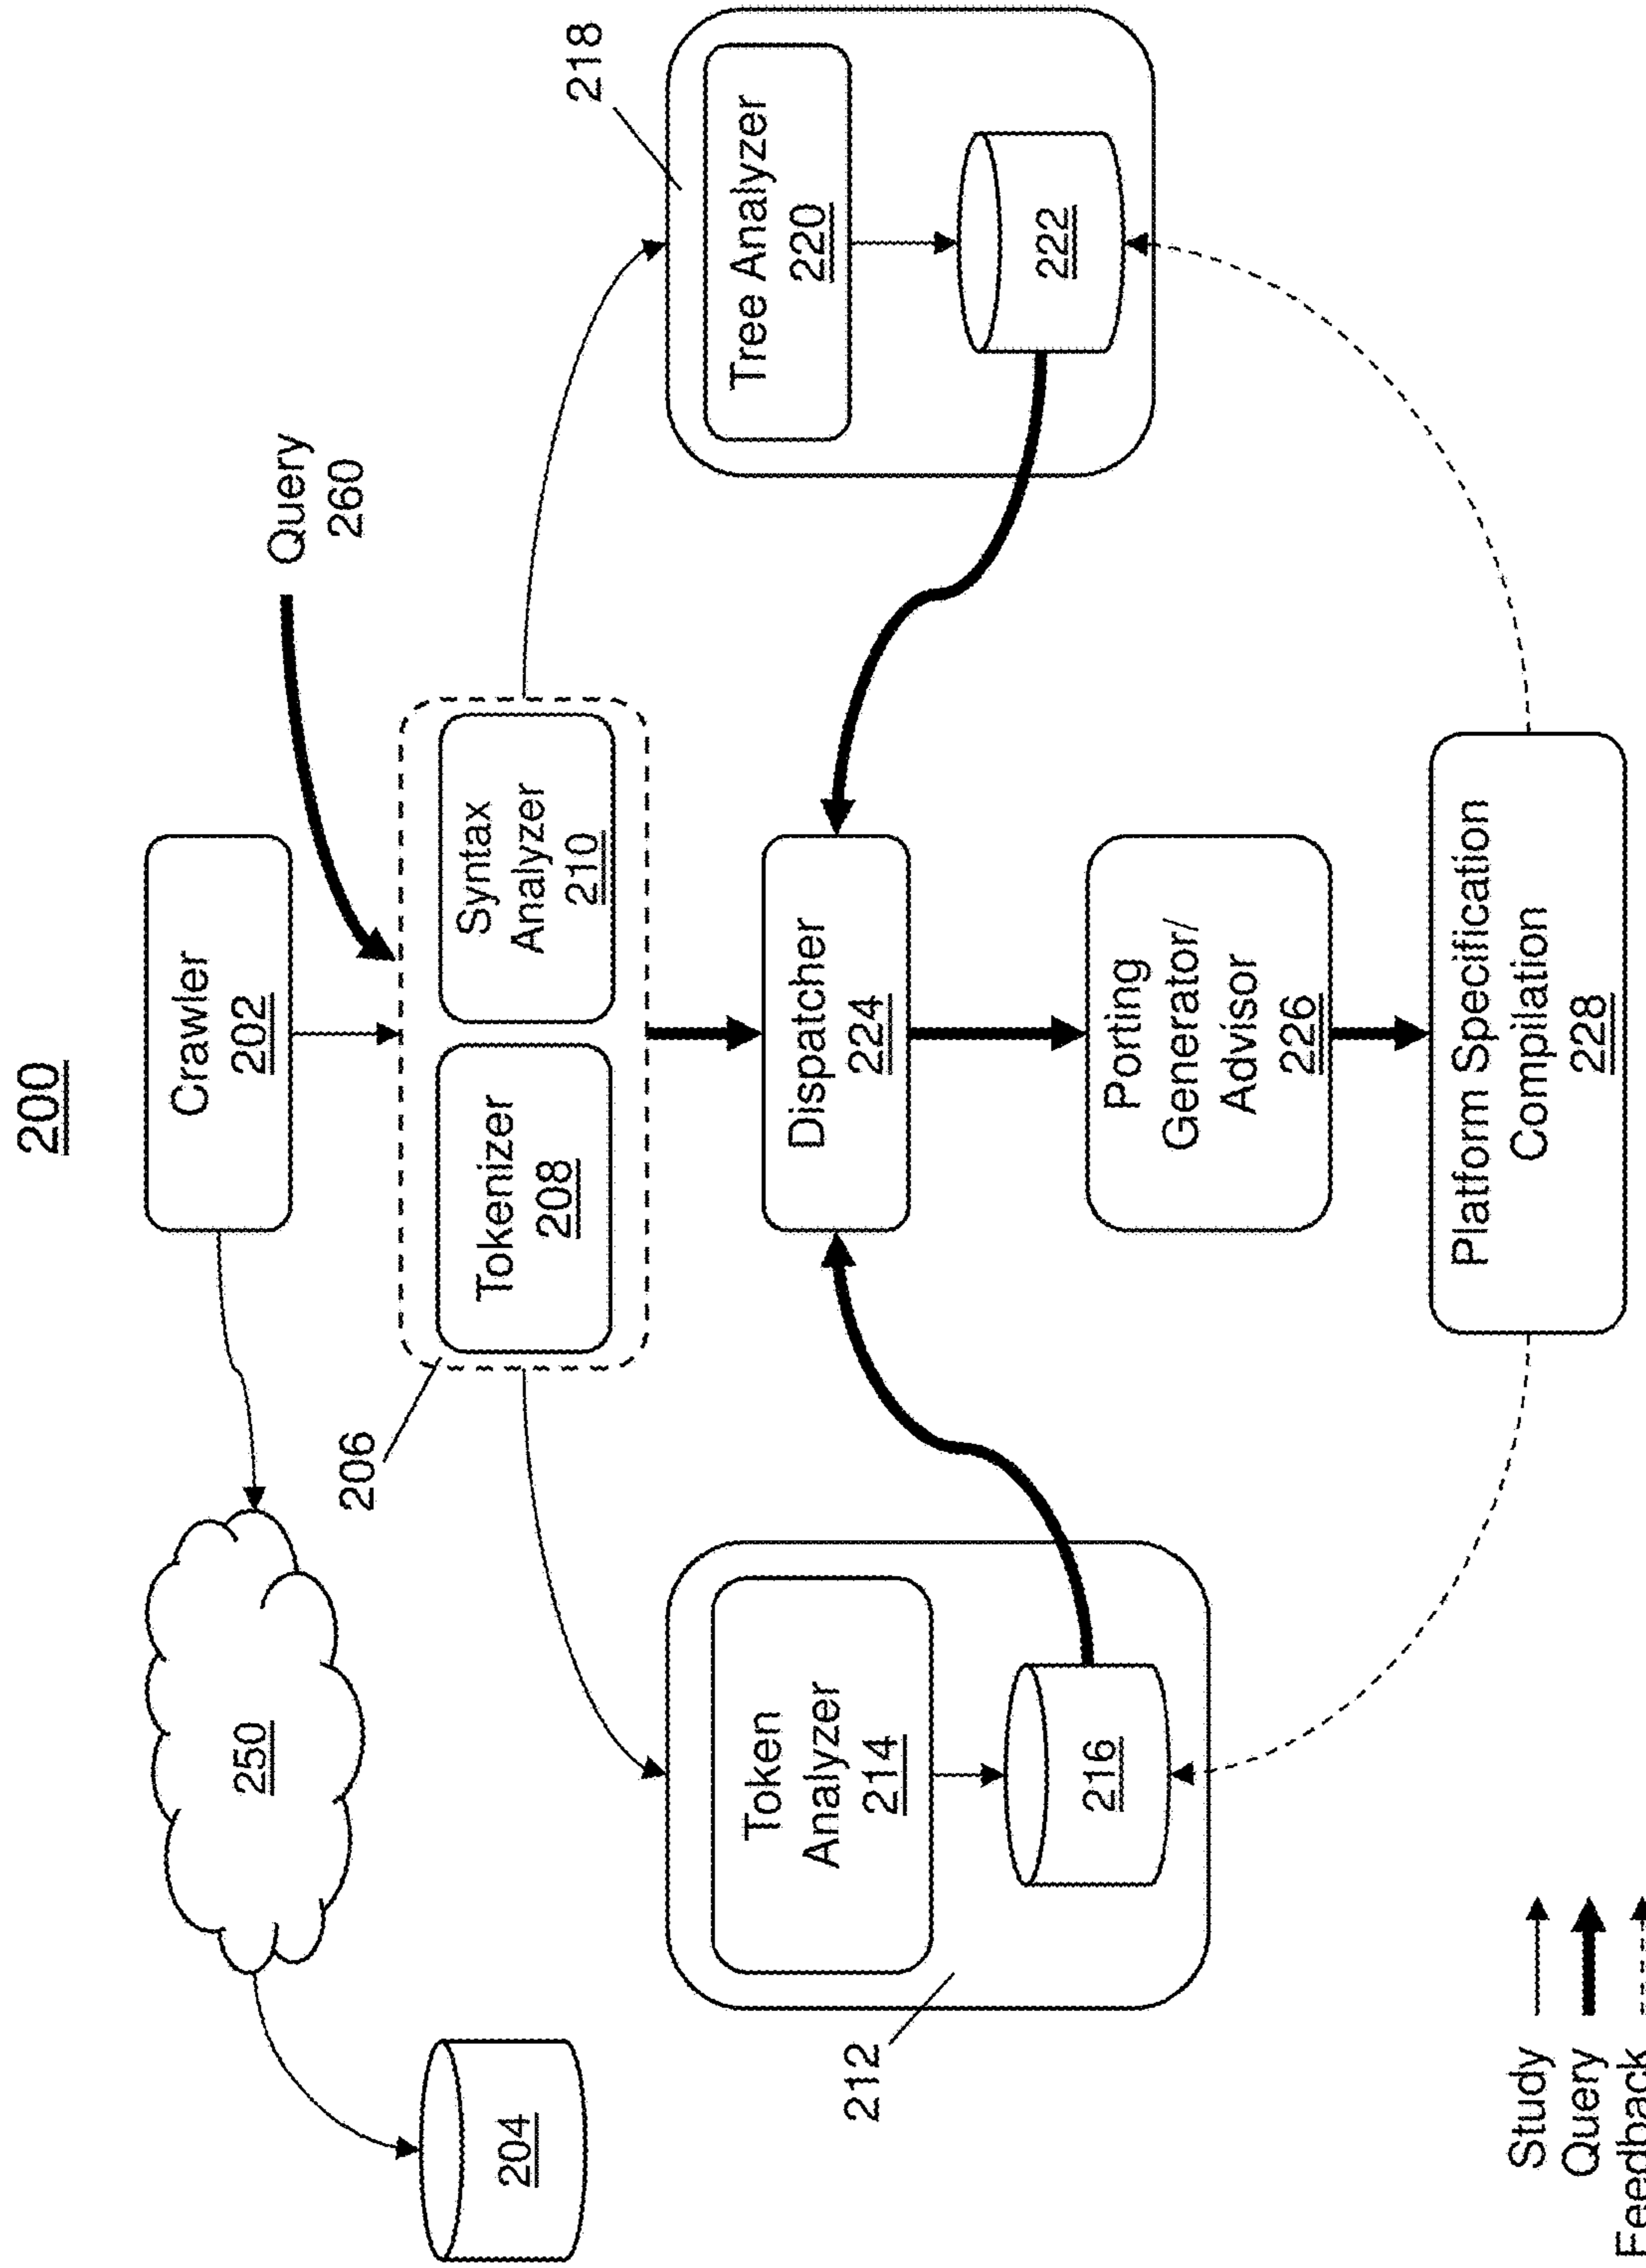 200
Crawler
202
250
204
Query
260
206
Tokenizer
208
Syntax
Analyzer
210
212
Token
Analyzer
214
216
218
Tree Analyzer
220
222
Dispatcher
224
Porting
Generator/
Advisor
226
Platform Specification
Compilation
228
Study
Query
Feedback